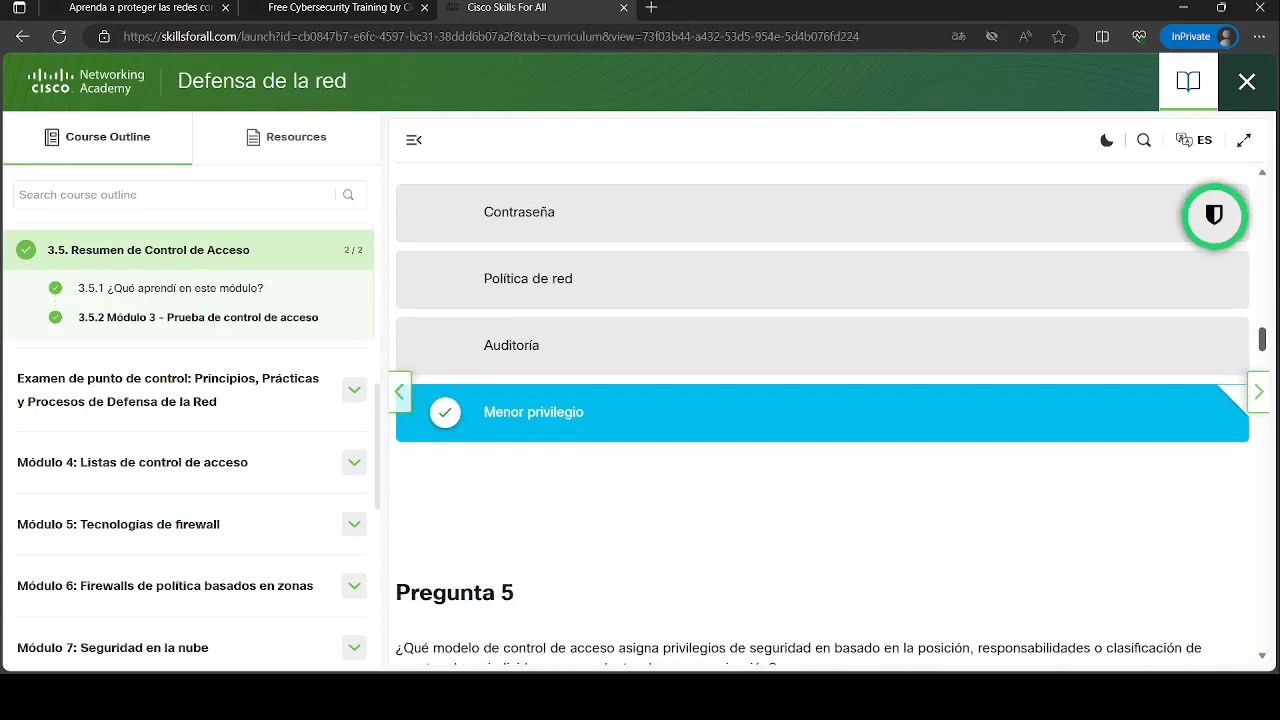 Aprenda a proteger las redes cor
Free Cybersecurity Training by Ci
Cisco Skills For All
https://skillsforall.com/launch?id=cb0847b7-e6fc-4597-bc31-38ddd6b07a2f&tab=curriculum&view=73f03b44-a432-53d5-954e-5d4b076fd224
InPrivate
Networking
CISCO Academy
Defensa de la red
Course Outline
Resources
ES
Search course outline
3.5. Resumen de Control de Acceso
2 / 2
3.5.1 ¿Qué aprendí en este módulo?
3.5.2 Módulo 3 - Prueba de control de acceso
Examen de punto de control: Principios, Prácticas
y Procesos de Defensa de la Red
Módulo 4: Listas de control de acceso
Módulo 5: Tecnologías de firewall
Módulo 6: Firewalls de política basados en zonas
Módulo 7: Seguridad en la nube
Contraseña
Política de red
Auditoría
Menor privilegio
Pregunta 5
¿Qué modelo de control de acceso asigna privilegios de seguridad en basado en la posición, responsabilidades o clasificación de